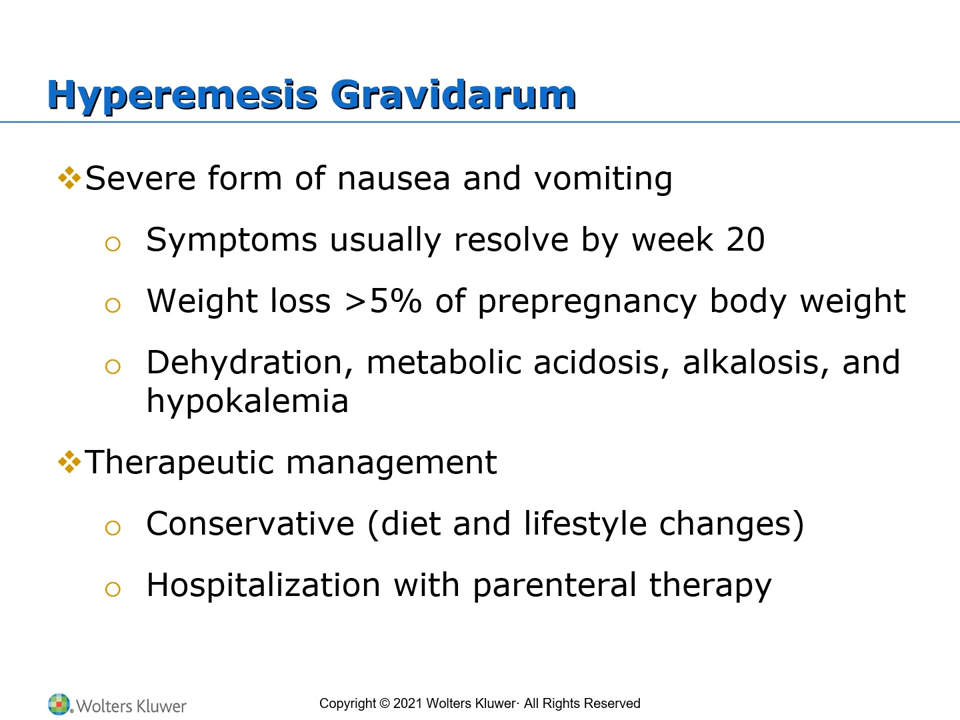 Hyperemesis Gravidarum
❖Severe form of nausea and vomiting
o Symptoms usually resolve by week 20
o Weight loss >5% of prepregnancy body weight
o Dehydration, metabolic acidosis, alkalosis, and
hypokalemia
❖Therapeutic management
o Conservative (diet and lifestyle changes)
o Hospitalization with parenteral therapy
Wolters Kluwer
Copyright © 2021 Wolters Kluwer· All Rights Reserved